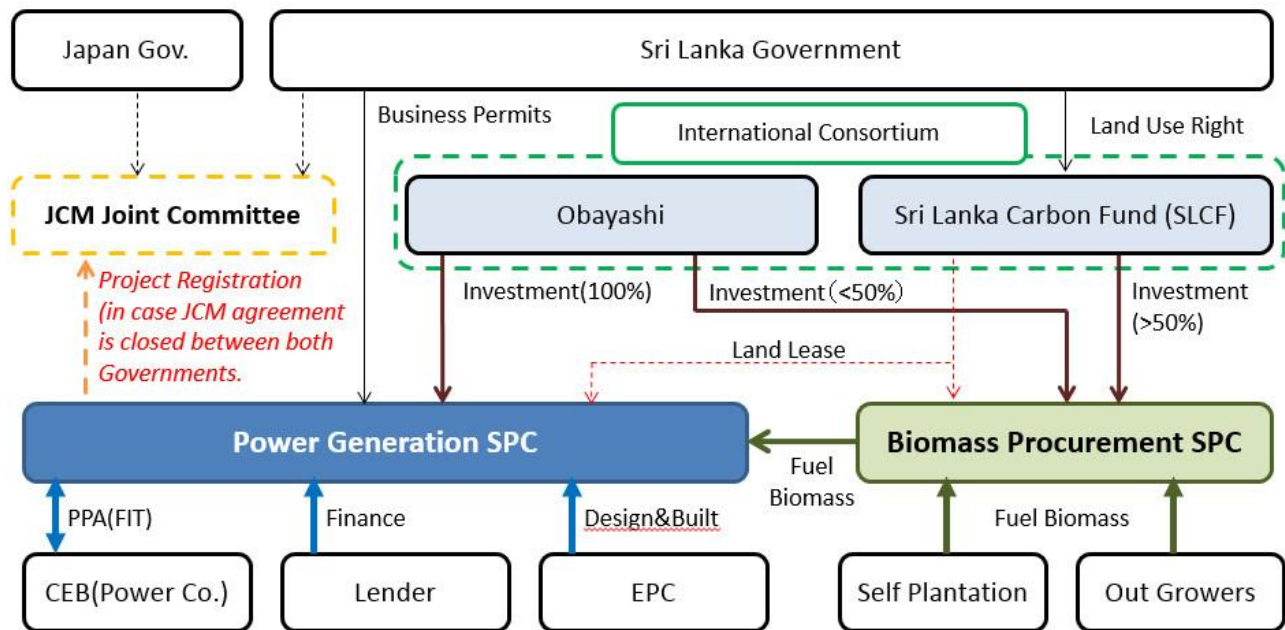 Japan Gov.
Sri Lanka Government
Business Permits
International Consortium
Land Use Right
JCM Joint Committee
Obayashi
Sri Lanka Carbon Fund (SLCF)
Project Registration
(in case JCM agreement
is closed between both
Governments.
Investment(100%)
Investment (<50%)
Investment
(>50%)
Land Lease
Power Generation SPC
Biomass Procurement SPC
Fuel
Biomass
PPA(FIT)
Finance
Design&Built
Fuel Biomass
CEB(Power Co.)
Lender
EPC
Self Plantation
Out Growers